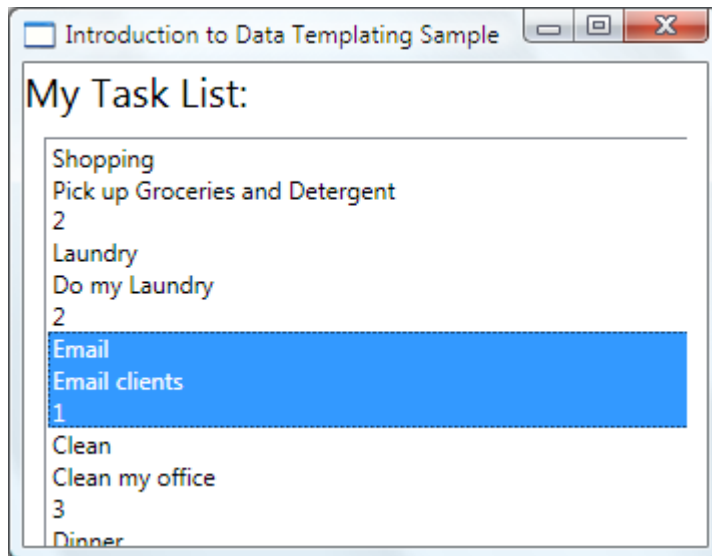 Introduction to Data Templating Sample
My Task List:
Shopping
Pick up Groceries and Detergent
2
Laundry
Do my Laundry
2
Email
Email clients
1
Clean
Clean my office
3
Dinner